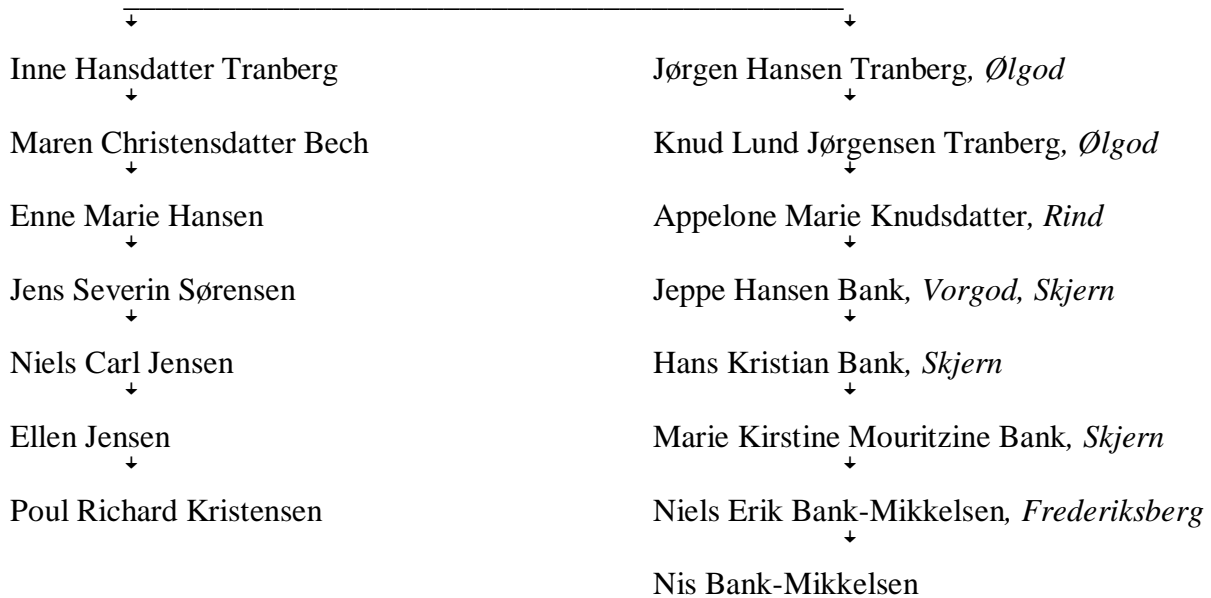 Inne Hansdatter Tranberg
Jørgen Hansen Tranberg, Ølgod
Maren Christensdatter Bech
Knud Lund Jørgensen Tranberg, Ølgod
Enne Marie Hansen
Appelone Marie Knudsdatter, Rind
Jens Severin Sørensen
Jeppe Hansen Bank, Vorgod, Skjern
Niels Carl Jensen
Hans Kristian Bank, Skjern
Ellen Jensen
Marie Kirstine Mouritzine Bank, Skjern
Poul Richard Kristensen
Niels Erik Bank-Mikkelsen, Frederiksberg
Nis Bank-Mikkelsen